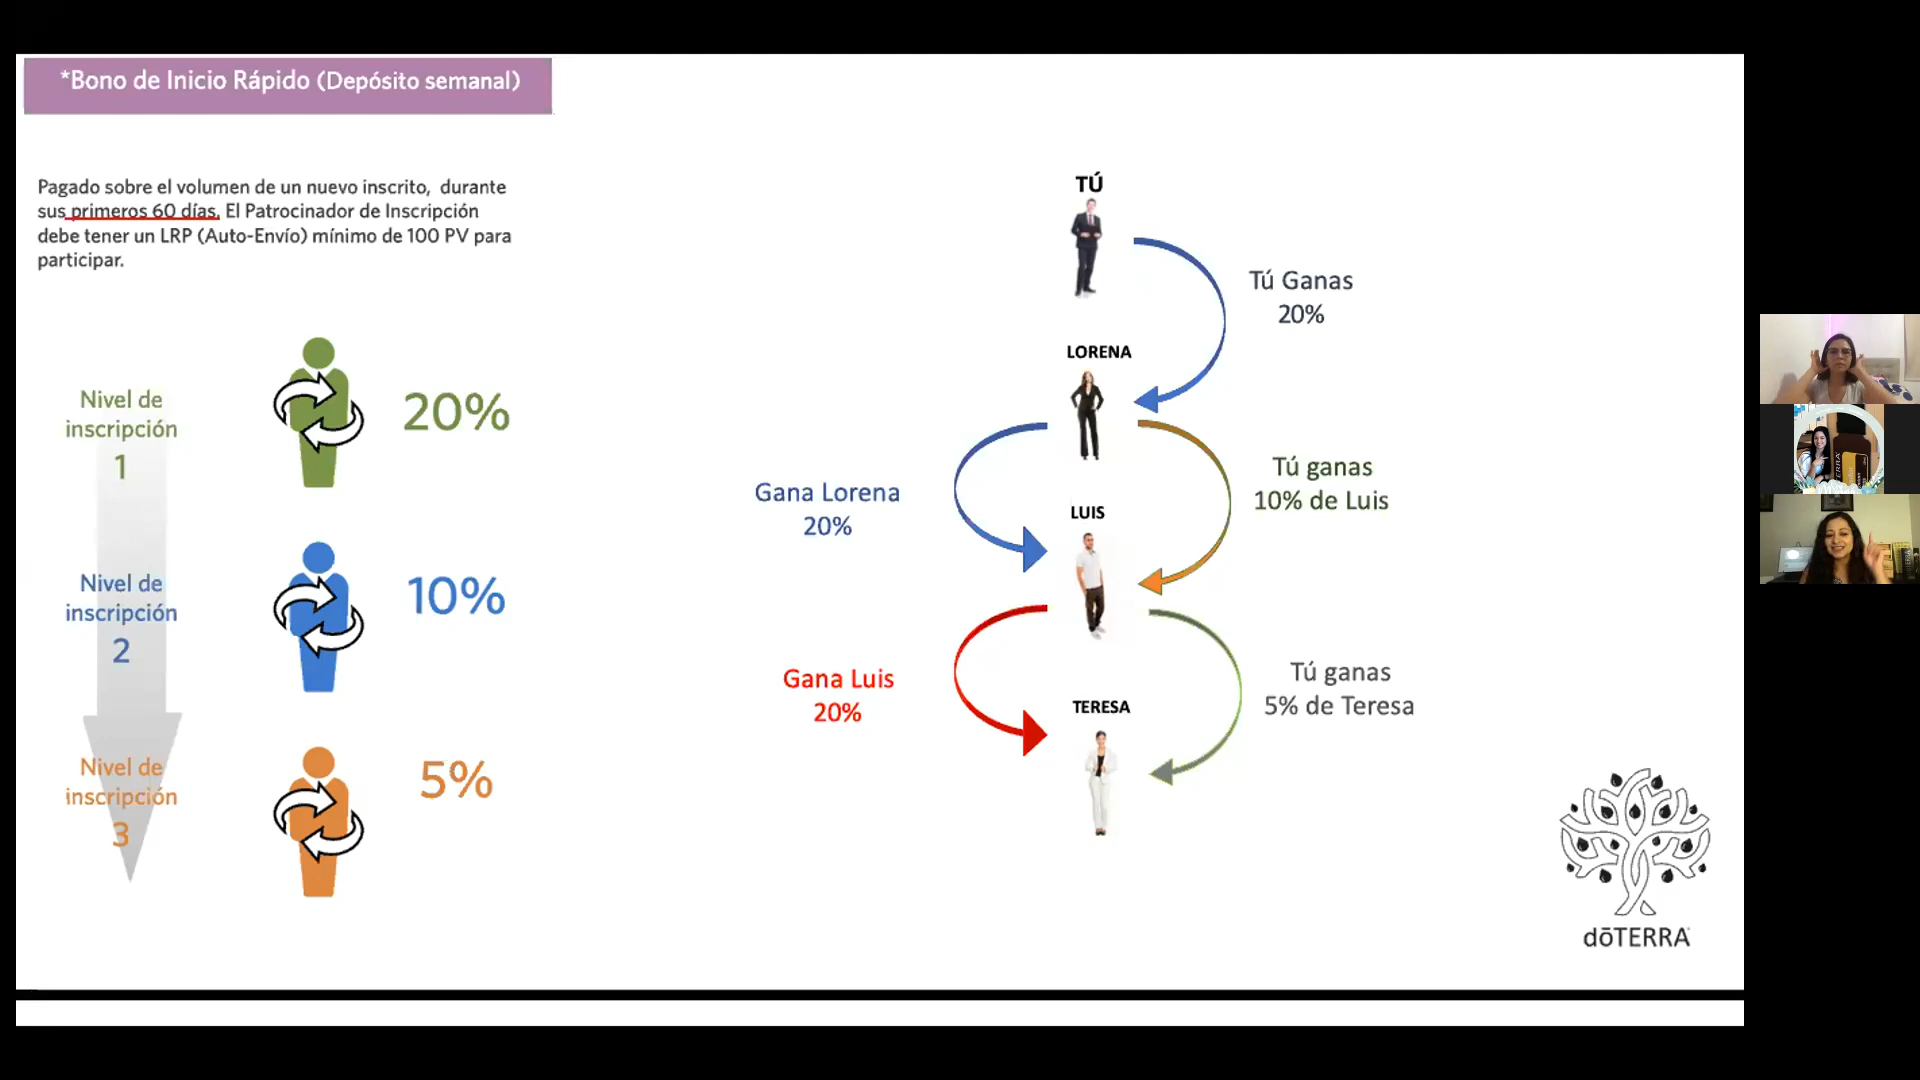 *Bono de Inicio Rápido (Depósito semanal)
Pagado sobre el volumen de un nuevo inscrito, durante
sus primeros 60 días. El Patrocinador de Inscripción
debe tener un LRP (Auto-Envío) mínimo de 100 PV para
participar.
Nivel de
inscripción
1
20%
Nivel de
inscripción
2
10%
Nivel de
inscripción
3
5%
TÚ
Tú Ganas
20%
LORENA
Gana Lorena
20%
Tú ganas
10% de Luis
LUIS
Gana Luis
20%
Tú ganas
5% de Teresa
TERESA
dōTERRA